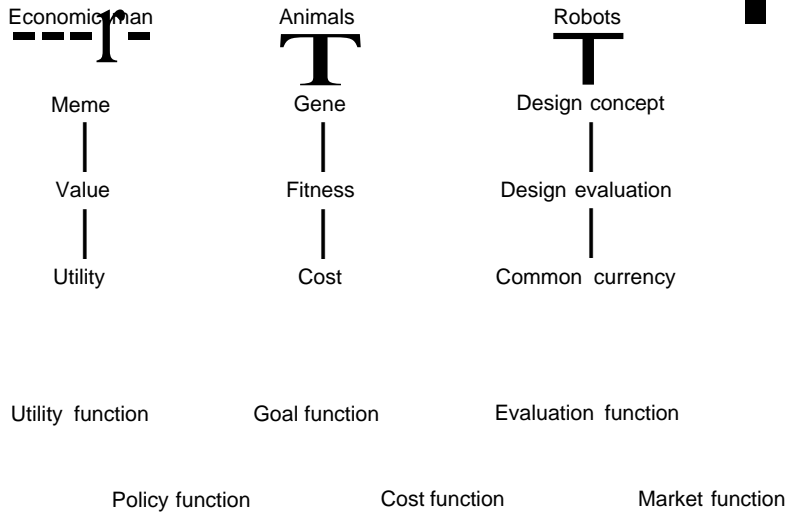 Economic man Animals Robots
Meme Gene Design concept
Value Fitness Design evaluation
Utility Cost Common currency
Utility function Goal function Evaluation function
Policy function Cost function Market function